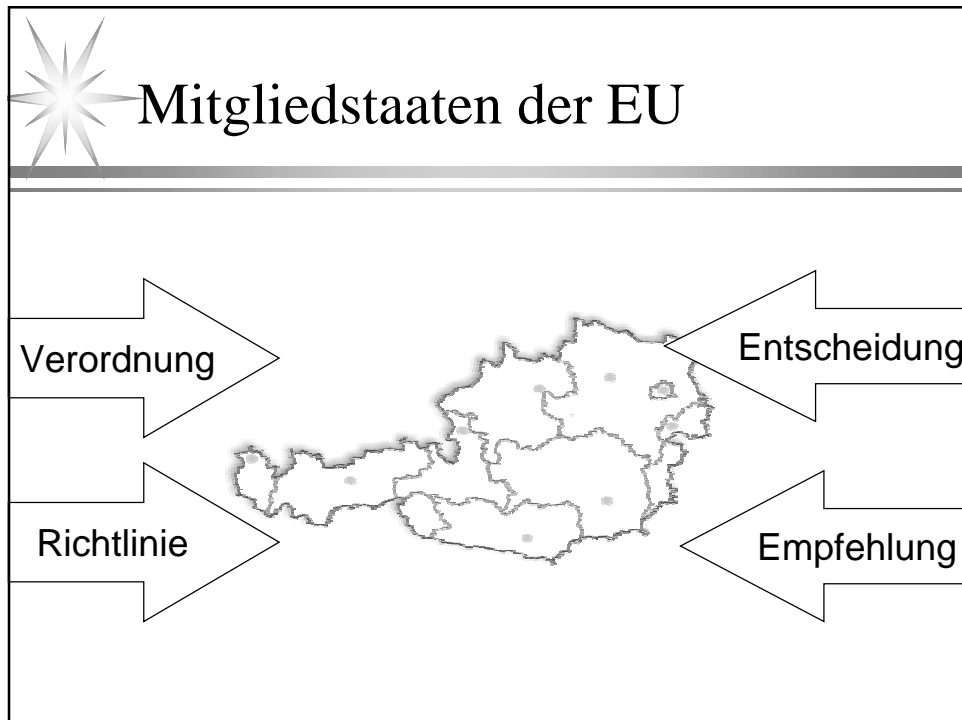 Mitgliedstaaten der EU
Verordnung
Entscheidung
Richtlinie
Empfehlung